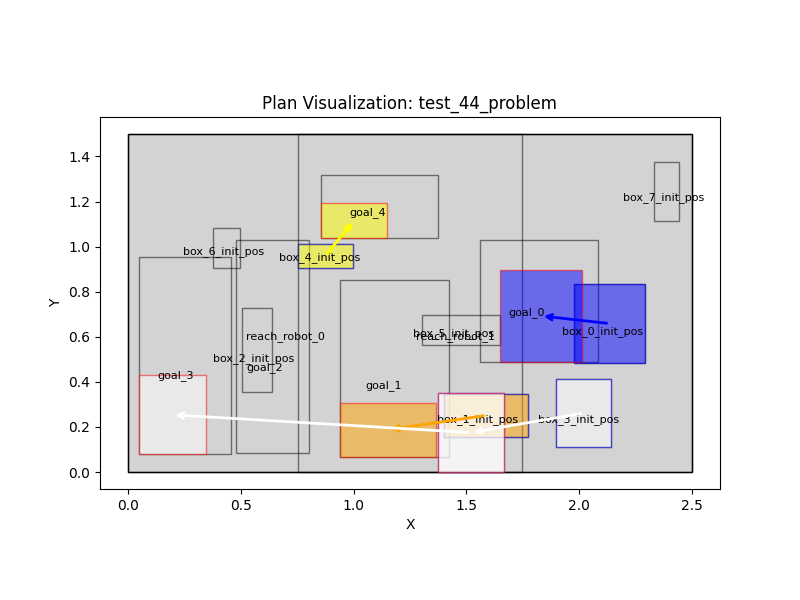 Plan Visualization: test_44_problem
1.4
1.2
1.0
0.8
0.6
0.4
0.2
0.0
Y
box_7_init_pos
goal_4
box_6_init_pos
box_4_init_pos
goal_0
box_0_init_pos
reach_robot_0
box_5_init_pos
reach_robot_1
box_2_init_pos
goal_2
goal_3
goal_1
box_1_init_pos
box_3_init_pos
0.0
0.5
1.0
1.5
2.0
2.5
X